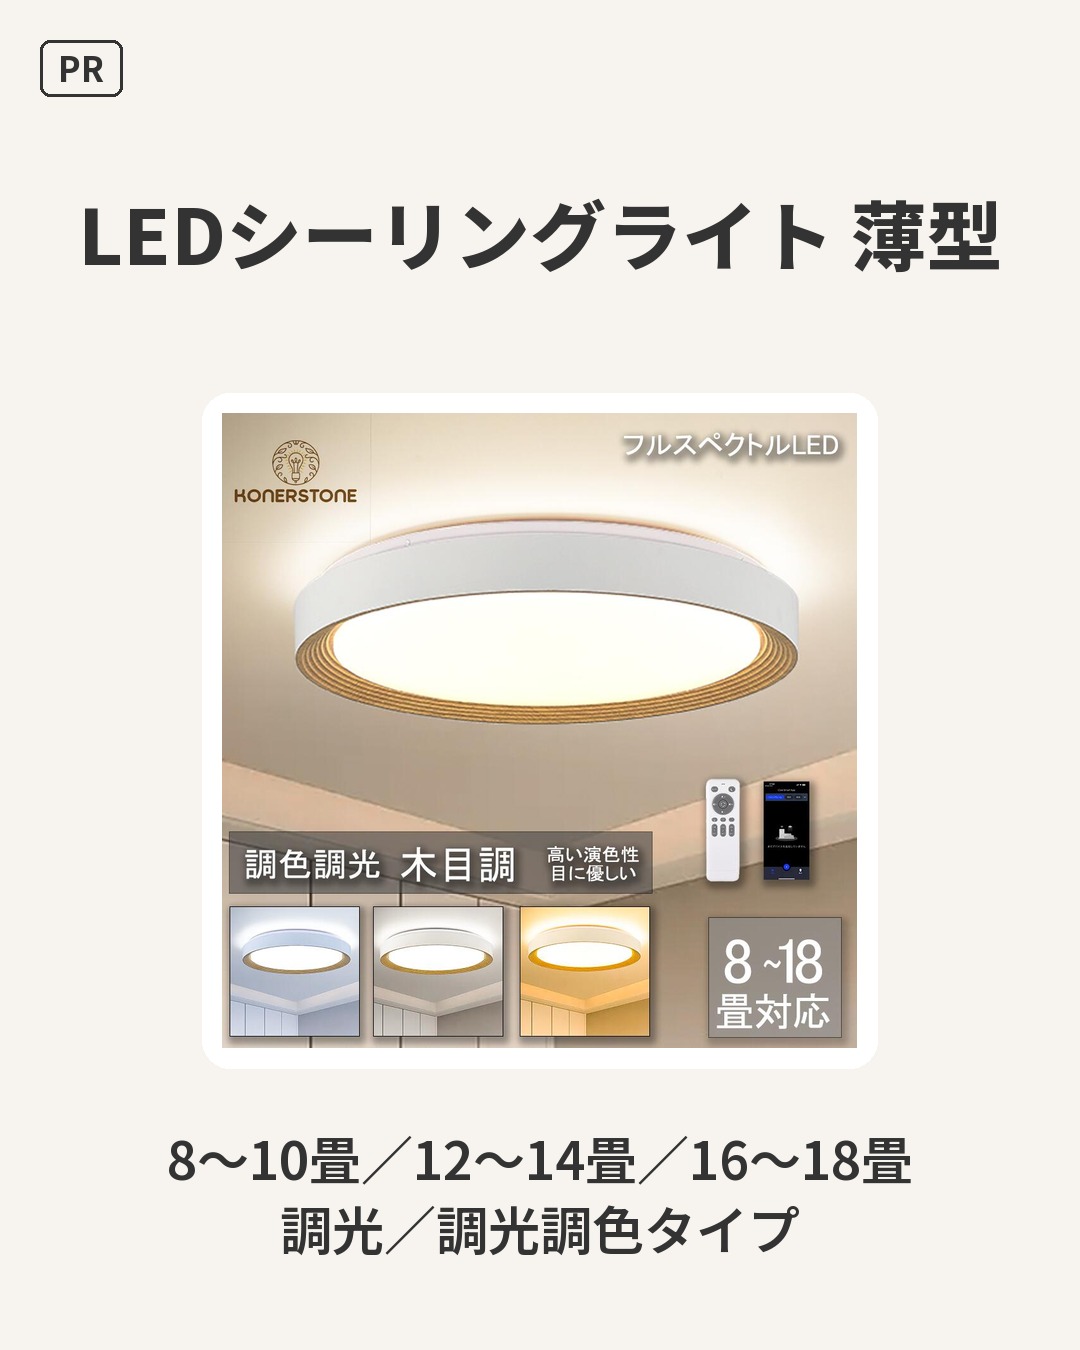 PR
LEDシーリングライト 薄型
KONERSTONE
フルスペクトルLED
調色調光 木目調
高い演色性
目に優しい
8~18
畳対応
8〜10畳／12〜14畳／16〜18畳
調光／調光調色タイプ